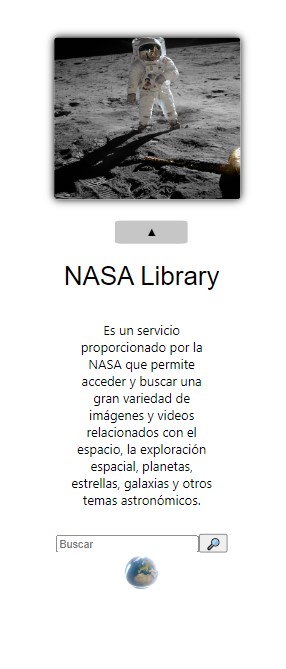 ▲
NASA Library
Es un servicio
proporcionado por la
NASA que permite
acceder y buscar una
gran variedad de
imágenes y videos
relacionados con el
espacio, la exploración
espacial, planetas,
estrellas, galaxias y otros
temas astronómicos.
Buscar